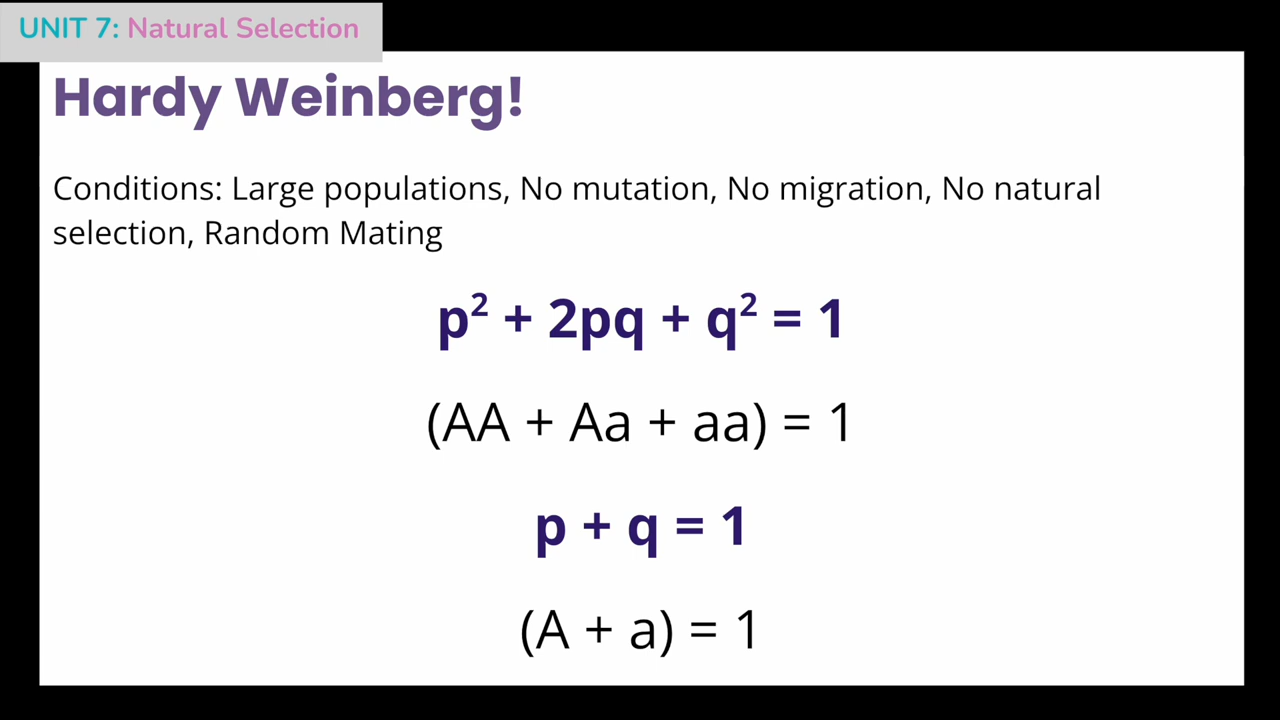 UNIT 7: Natural Selection
Hardy Weinberg!
Conditions: Large populations, No mutation, No migration, No natural
selection, Random Mating
p² + 2pq + q² = 1
(AA + Aa + aa) = 1
p + q = 1
(A + a) = 1